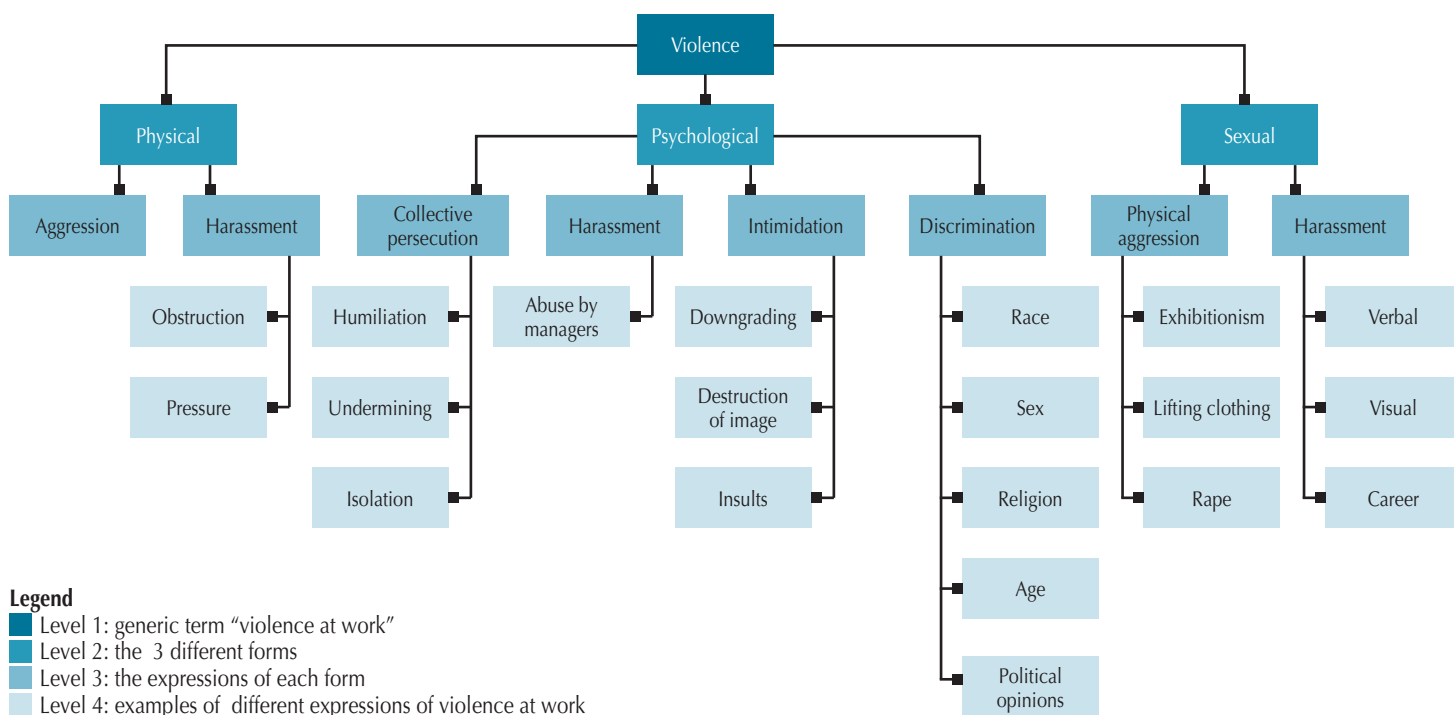 Violence
Physical
Psychological
Sexual
Aggression
Harassment
Collective
persecution
Harassment
Intimidation
Discrimination
Physical
aggression
Harassment
Obstruction
Humiliation
Abuse by
managers
Downgrading
Race
Exhibitionism
Verbal
Pressure
Undermining
Destruction
of image
Sex
Lifting clothing
Visual
Isolation
Insults
Religion
Rape
Career
Age
Political
opinions
Legend
Level 1: generic term “violence at work”
Level 2: the 3 different forms
Level 3: the expressions of each form
Level 4: examples of different expressions of violence at work